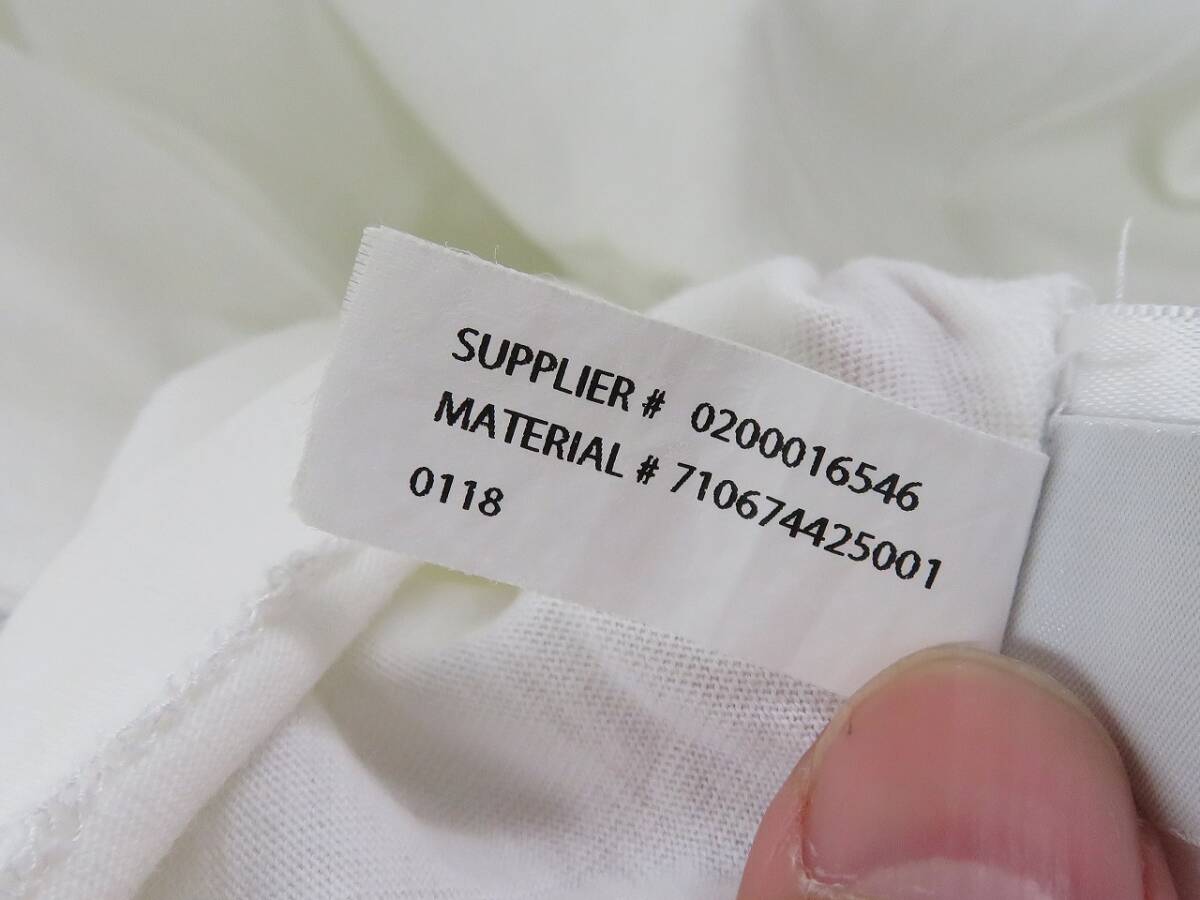 SUPPLIER # 0200016546
MATERIAL # 710674425001
0118